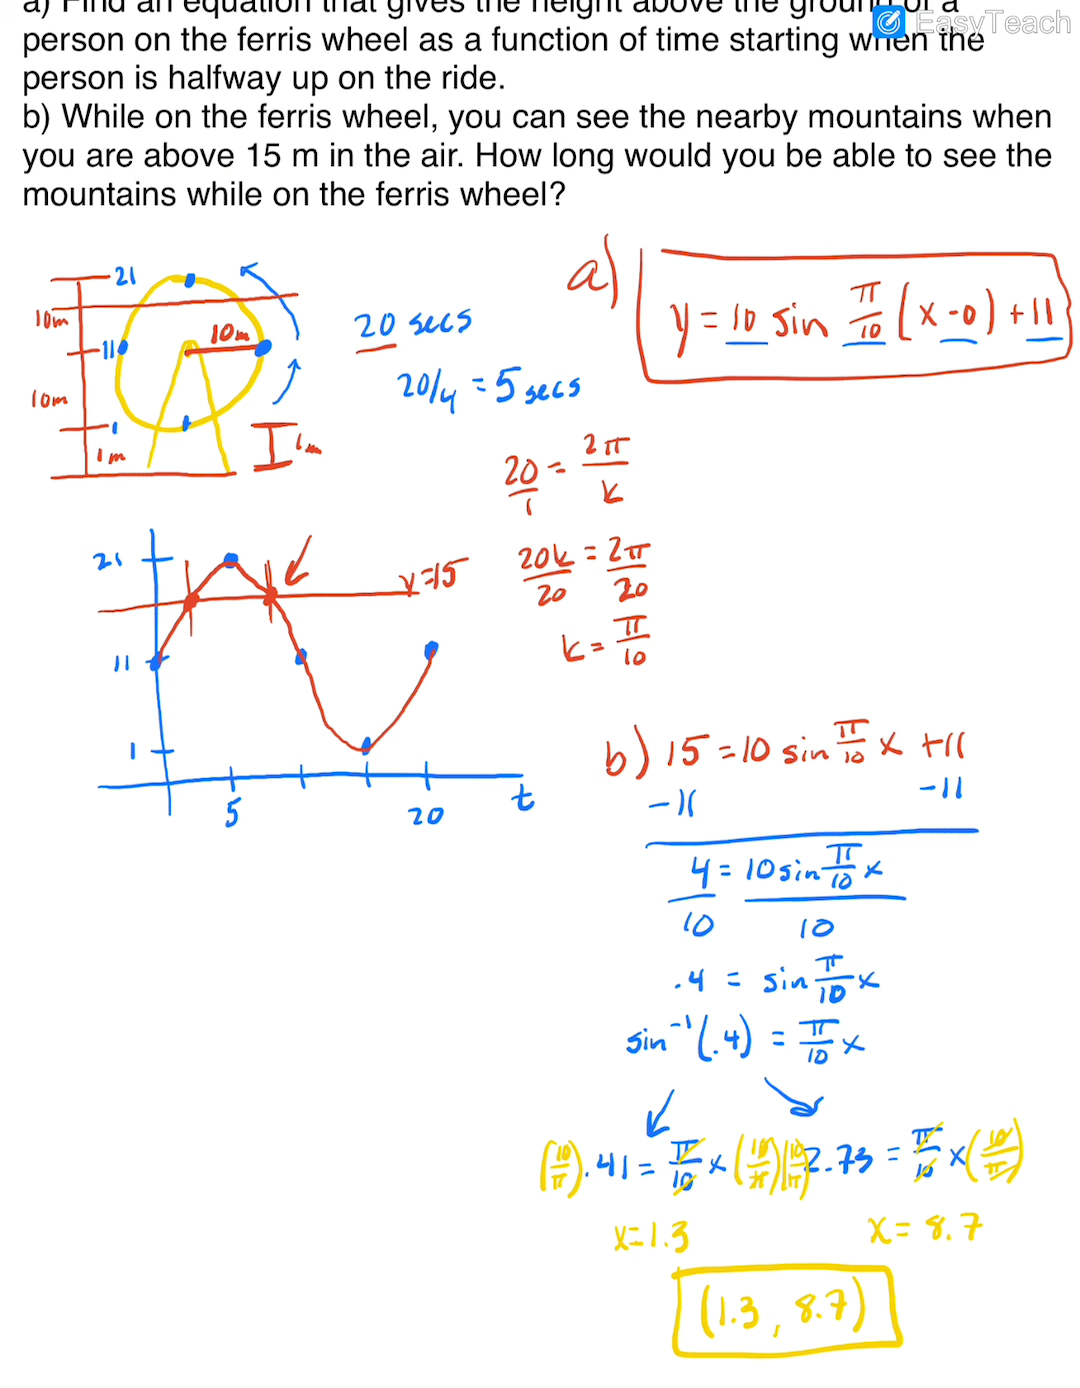 a) Find an equation that gives the height above the ground of a
EasyTeach
person on the ferris wheel as a function of time starting when the
person is halfway up on the ride.
b) While on the ferris wheel, you can see the nearby mountains when
you are above 15 m in the air. How long would you be able to see the
mountains while on the ferris wheel?
21
10m
11
10m
10m
1
1m
1m
20 secs
20/4 = 5 secs
a) y = 10 sin π/10 (x-0) + 11
20/1 = 2π/k
20k/20 = 2π/20
k = π/10
21
11
1
5
20
t
y=15
b) 15 = 10 sin π/10 x +11
-11 -11
4/10 = 10 sin π/10 x / 10
.4 = sin π/10 x
sin⁻¹(.4) = π/10 x
(10/π) .41 = π/10 x (10/π) (10/π) 2.73 = π/10 x (10/π)
x=1.3 x = 8.7
(1.3, 8.7)